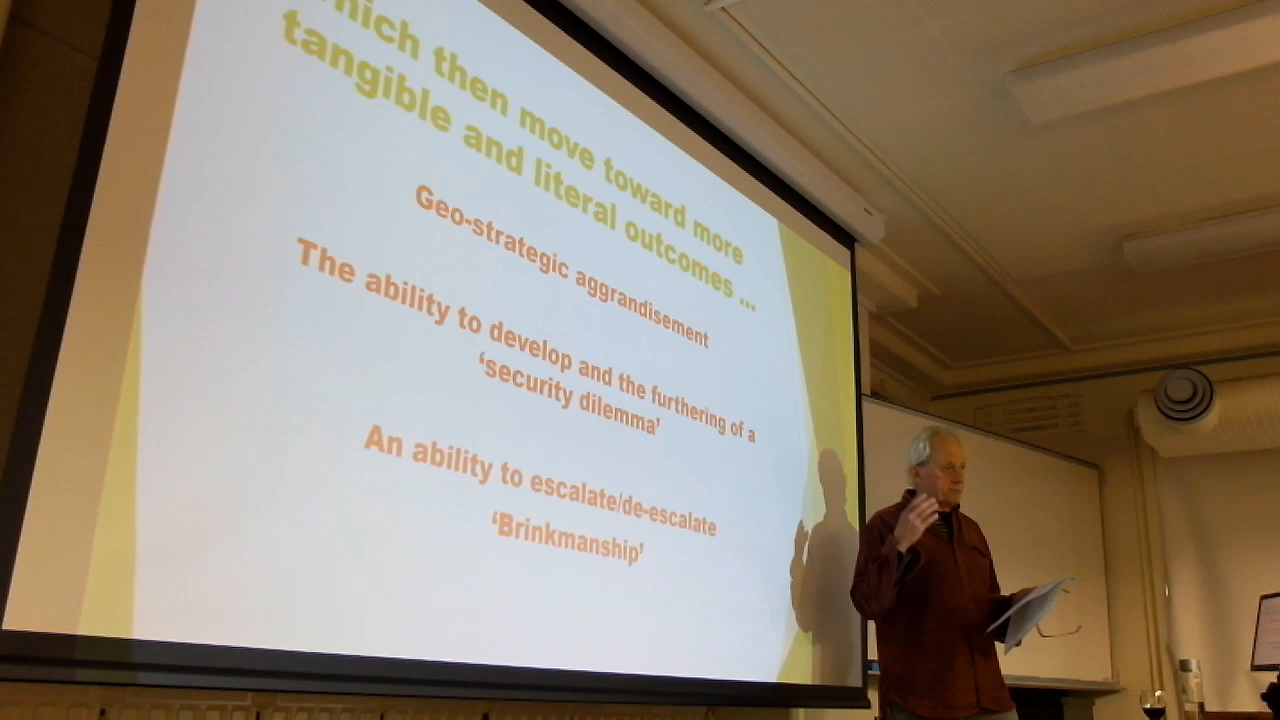 which then move toward more
tangible and literal outcomes ...
Geo-strategic aggrandisement
The ability to develop and the furthering of a
‘security dilemma’
An ability to escalate/de-escalate
‘Brinkmanship’